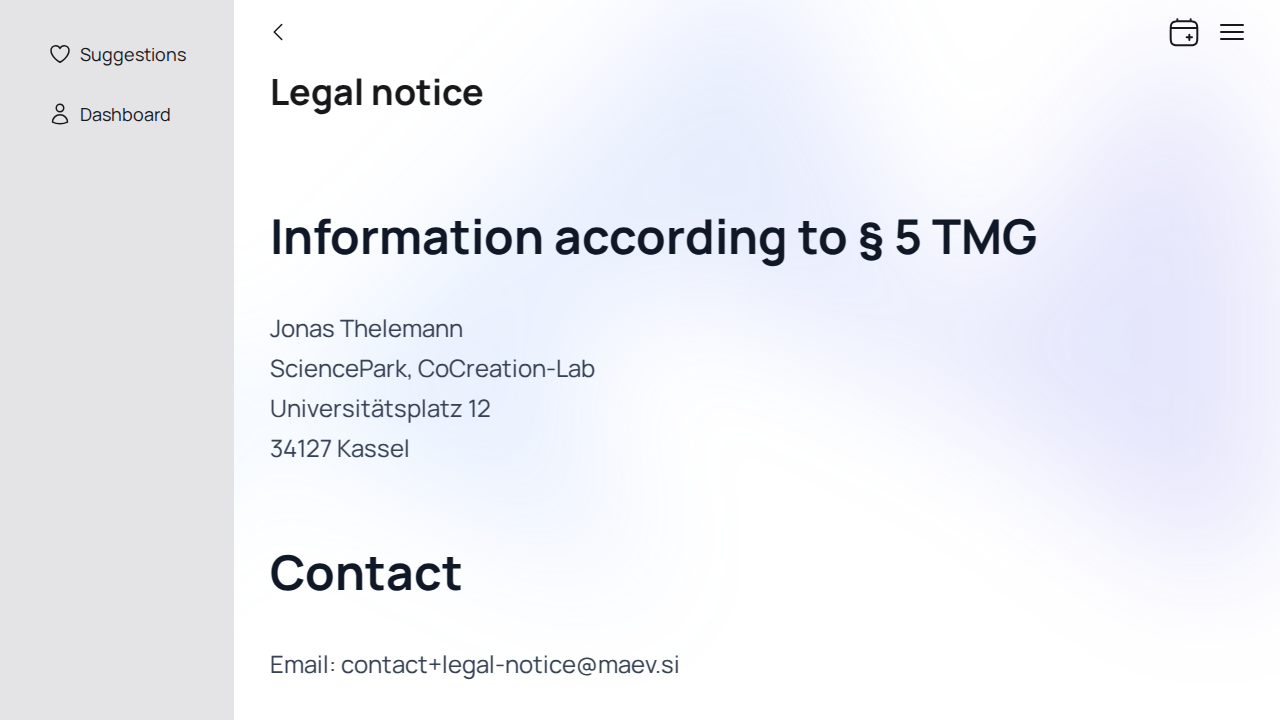 Suggestions
Dashboard
Legal notice
Information according to § 5 TMG
Jonas Thelemann
SciencePark, CoCreation-Lab
Universitätsplatz 12
34127 Kassel
Contact
Email: contact+legal-notice@maev.si